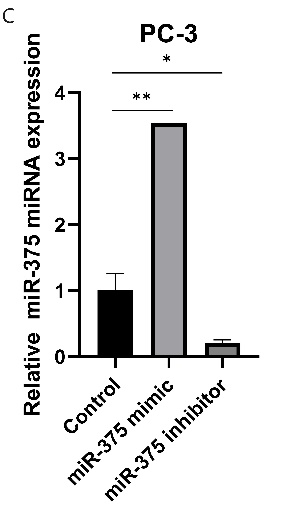 C
PC-3
*
**
Relative miR-375 miRNA expression
4
3
2
1
0
Control
miR-375 mimic
miR-375 inhibitor